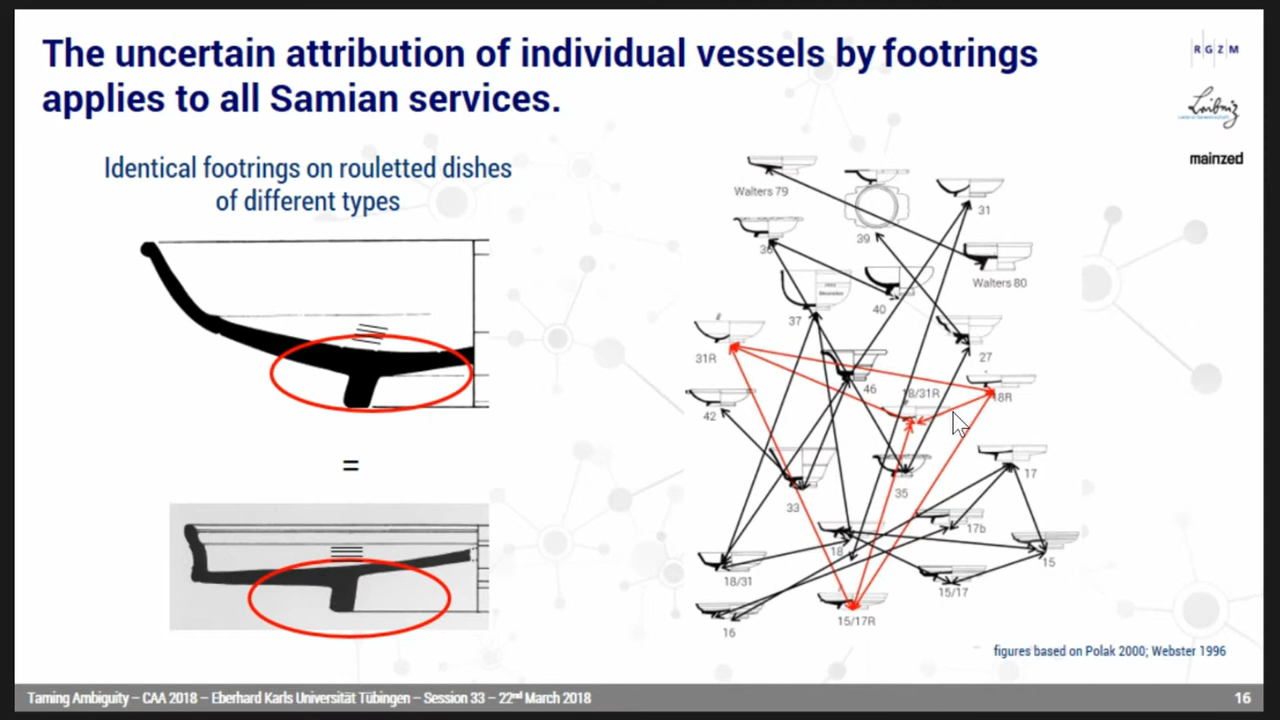 The uncertain attribution of individual vessels by footrings
applies to all Samian services.
RGZM
Leibniz
mainzed
Identical footrings on rouletted dishes
of different types
=
Walters 79
39
31
36
Walters 80
37
40
27
31R
46
18/31R
18R
42
33
35
17
17b
18
15
18/31
15/17
16
15/17R
figures based on Polak 2000; Webster 1996
Taming Ambiguity – CAA 2018 – Eberhard Karls Universität Tübingen – Session 33 – 22nd March 2018
16